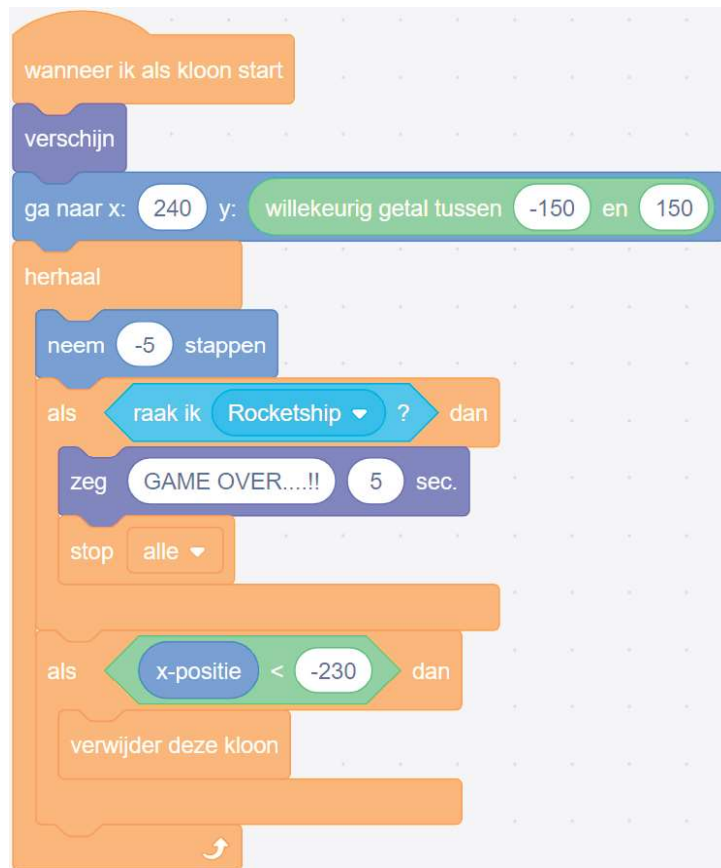 wanneer ik als kloon start
verschijn
ga naar x: 240 y: willekeurig getal tussen -150 en 150
herhaal
neem -5 stappen
als raak ik Rocketship ? dan
zeg GAME OVER....!! 5 sec.
stop alle
als x-positie < -230 dan
verwijder deze kloon